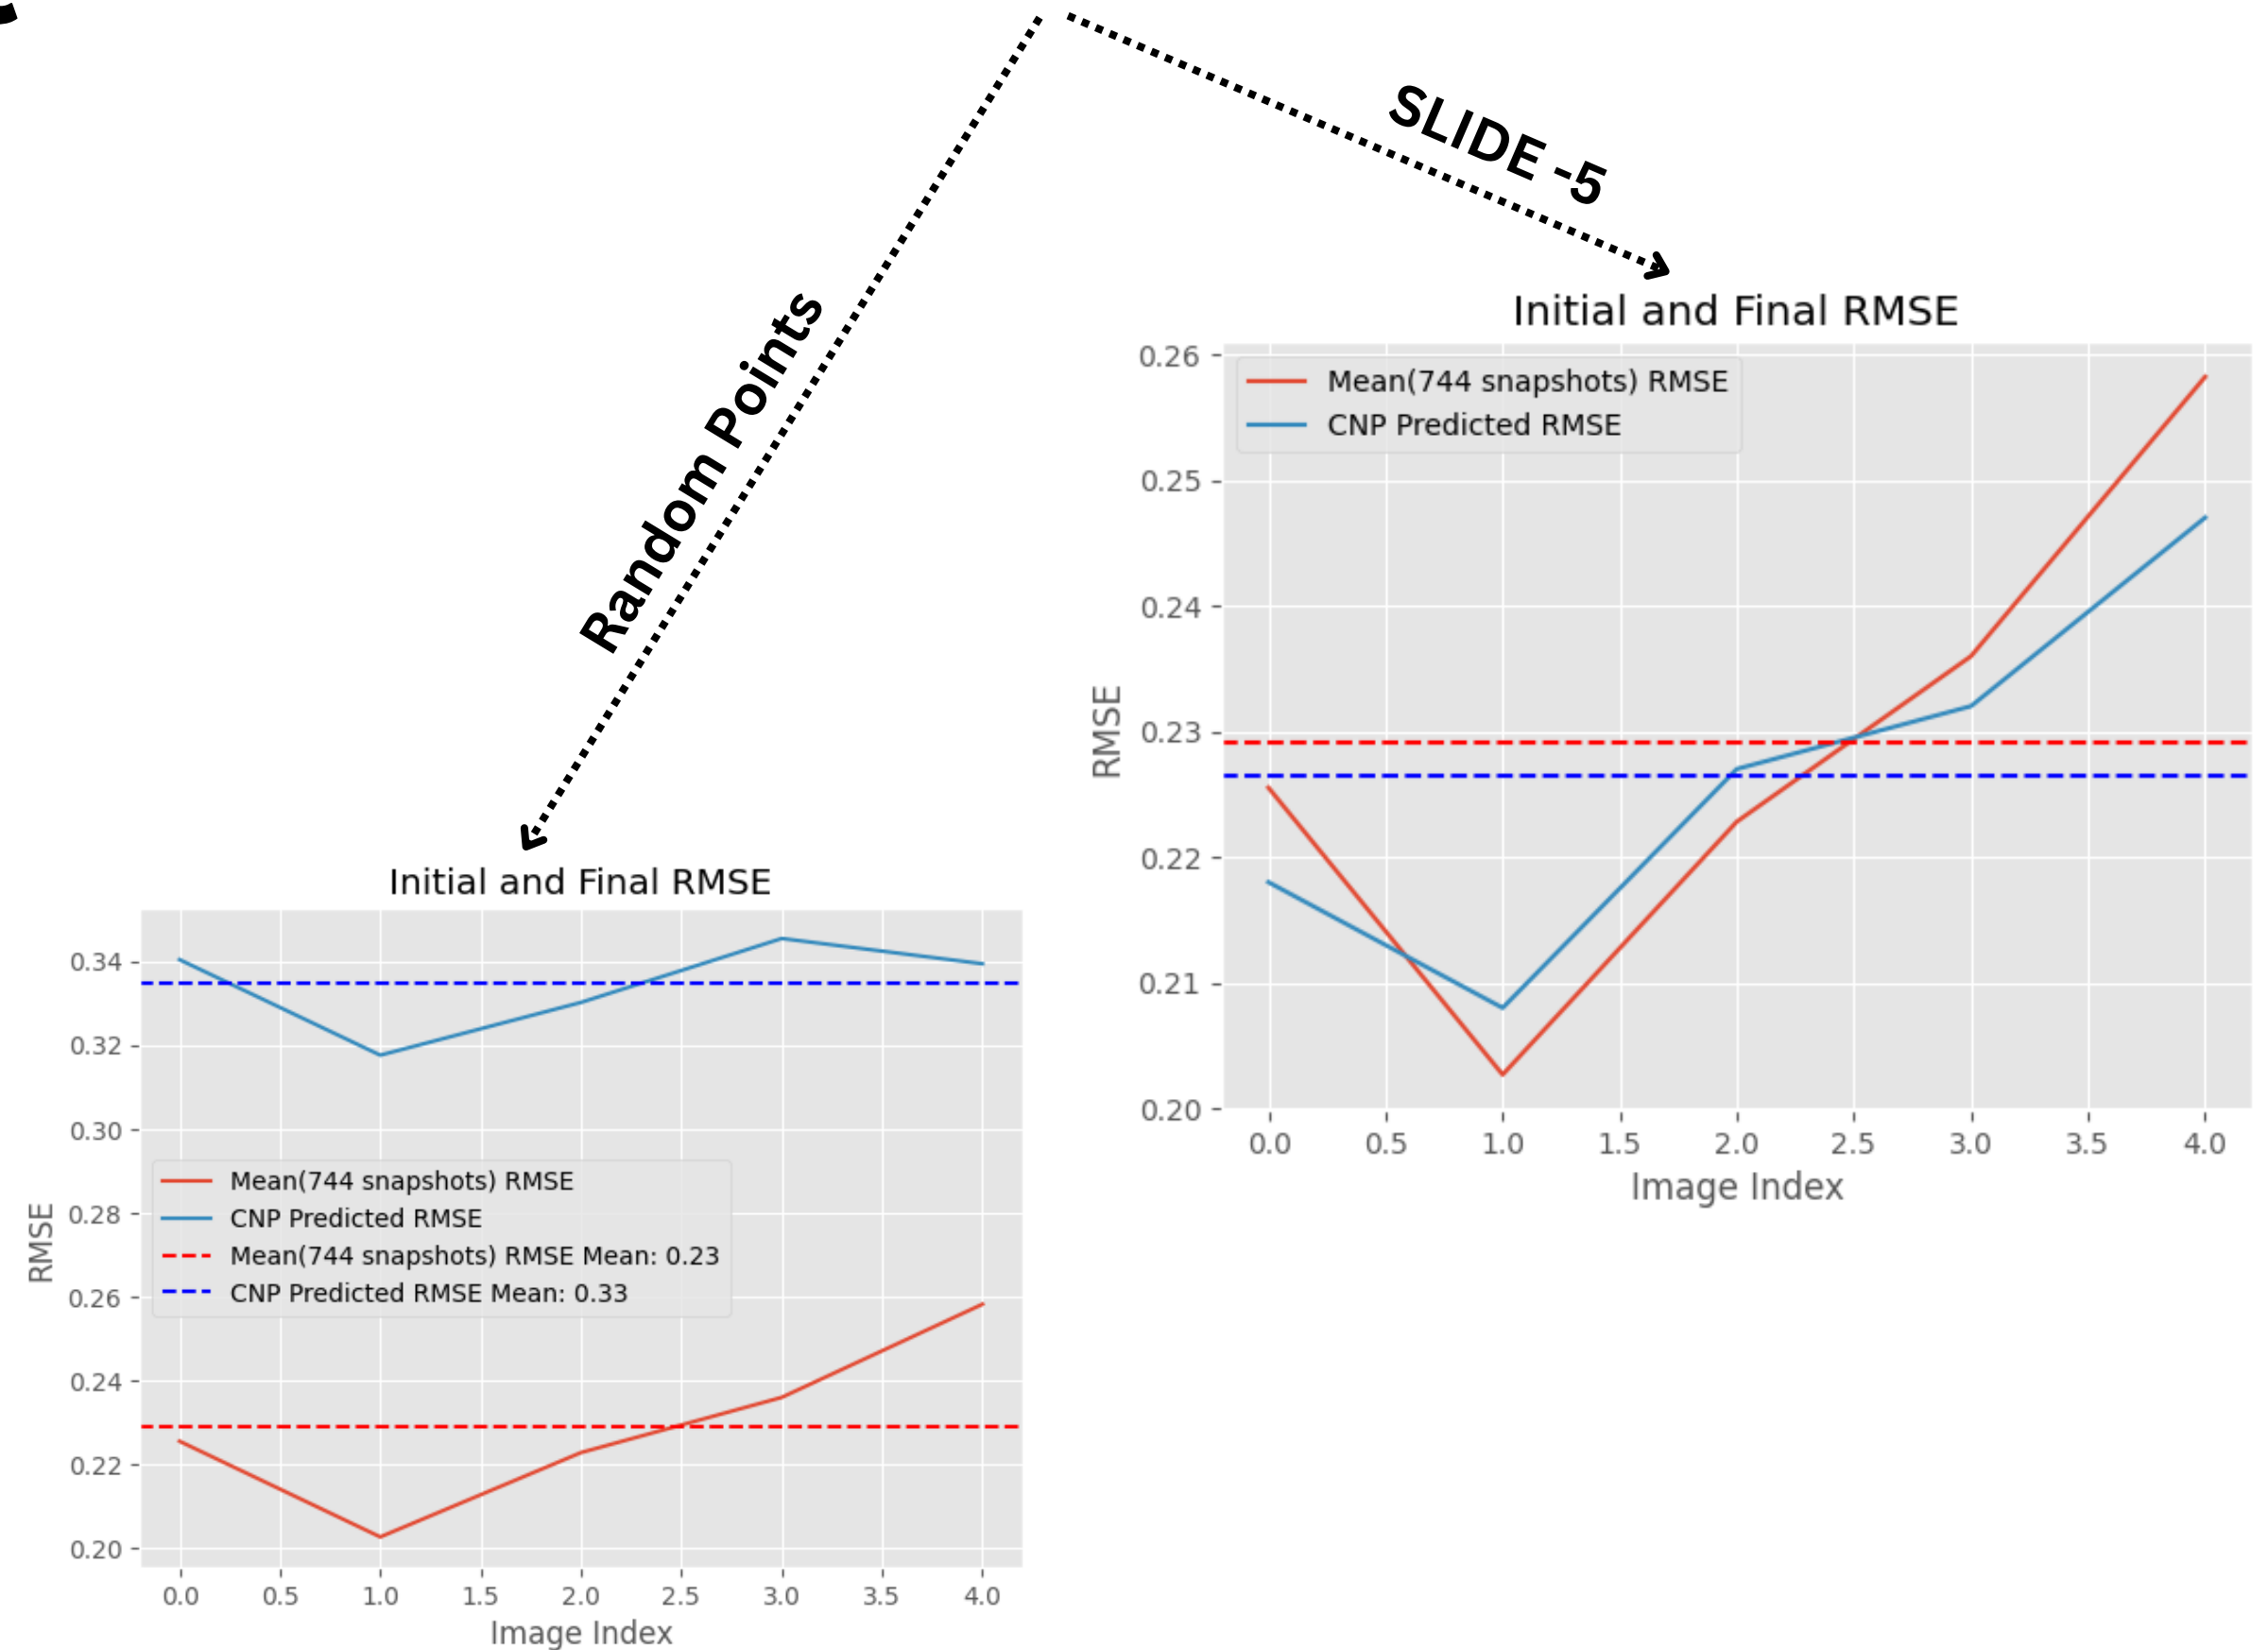 SLIDE -5
Random Points
Initial and Final RMSE
0.26
0.25
0.24
0.23
0.22
0.21
0.20
RMSE
Mean(744 snapshots) RMSE
CNP Predicted RMSE
0.0 0.5 1.0 1.5 2.0 2.5 3.0 3.5 4.0
Image Index
Initial and Final RMSE
0.34
0.32
0.30
0.28
0.26
0.24
0.22
0.20
RMSE
Mean(744 snapshots) RMSE
CNP Predicted RMSE
Mean(744 snapshots) RMSE Mean: 0.23
CNP Predicted RMSE Mean: 0.33
0.0 0.5 1.0 1.5 2.0 2.5 3.0 3.5 4.0
Image Index